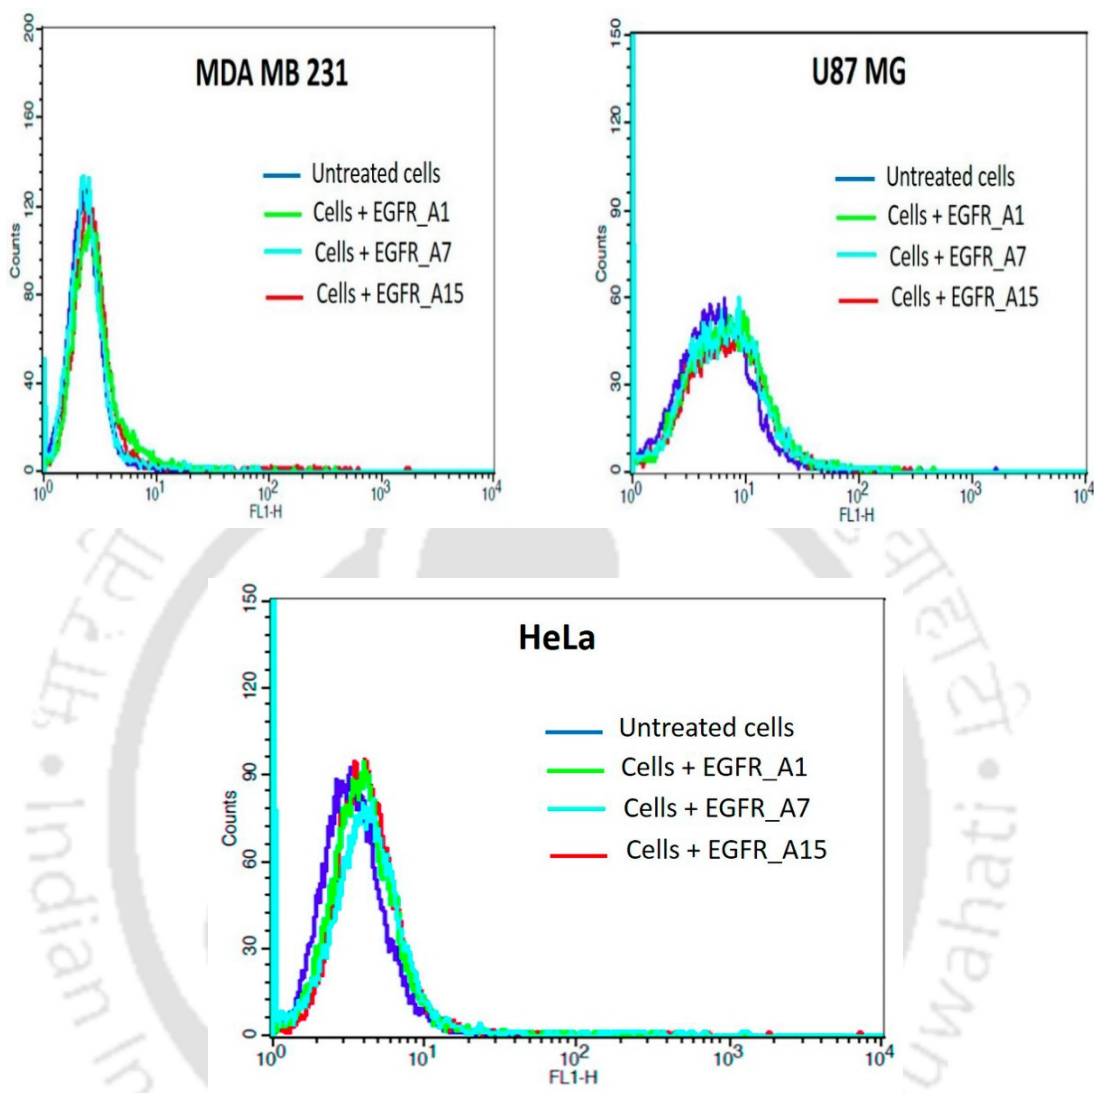 MDA MB 231
Untreated cells
Cells + EGFR_A1
Cells + EGFR_A7
Cells + EGFR_A15
Counts
200
160
120
80
40
0
10^0 10^1 10^2 10^3 10^4
FL1-H
U87 MG
Untreated cells
Cells + EGFR_A1
Cells + EGFR_A7
Cells + EGFR_A15
Counts
150
120
90
60
30
0
10^0 10^1 10^2 10^3 10^4
FL1-H
HeLa
Untreated cells
Cells + EGFR_A1
Cells + EGFR_A7
Cells + EGFR_A15
Counts
150
120
90
60
30
0
10^0 10^1 10^2 10^3 10^4
FL1-H
Indian In
uwahati